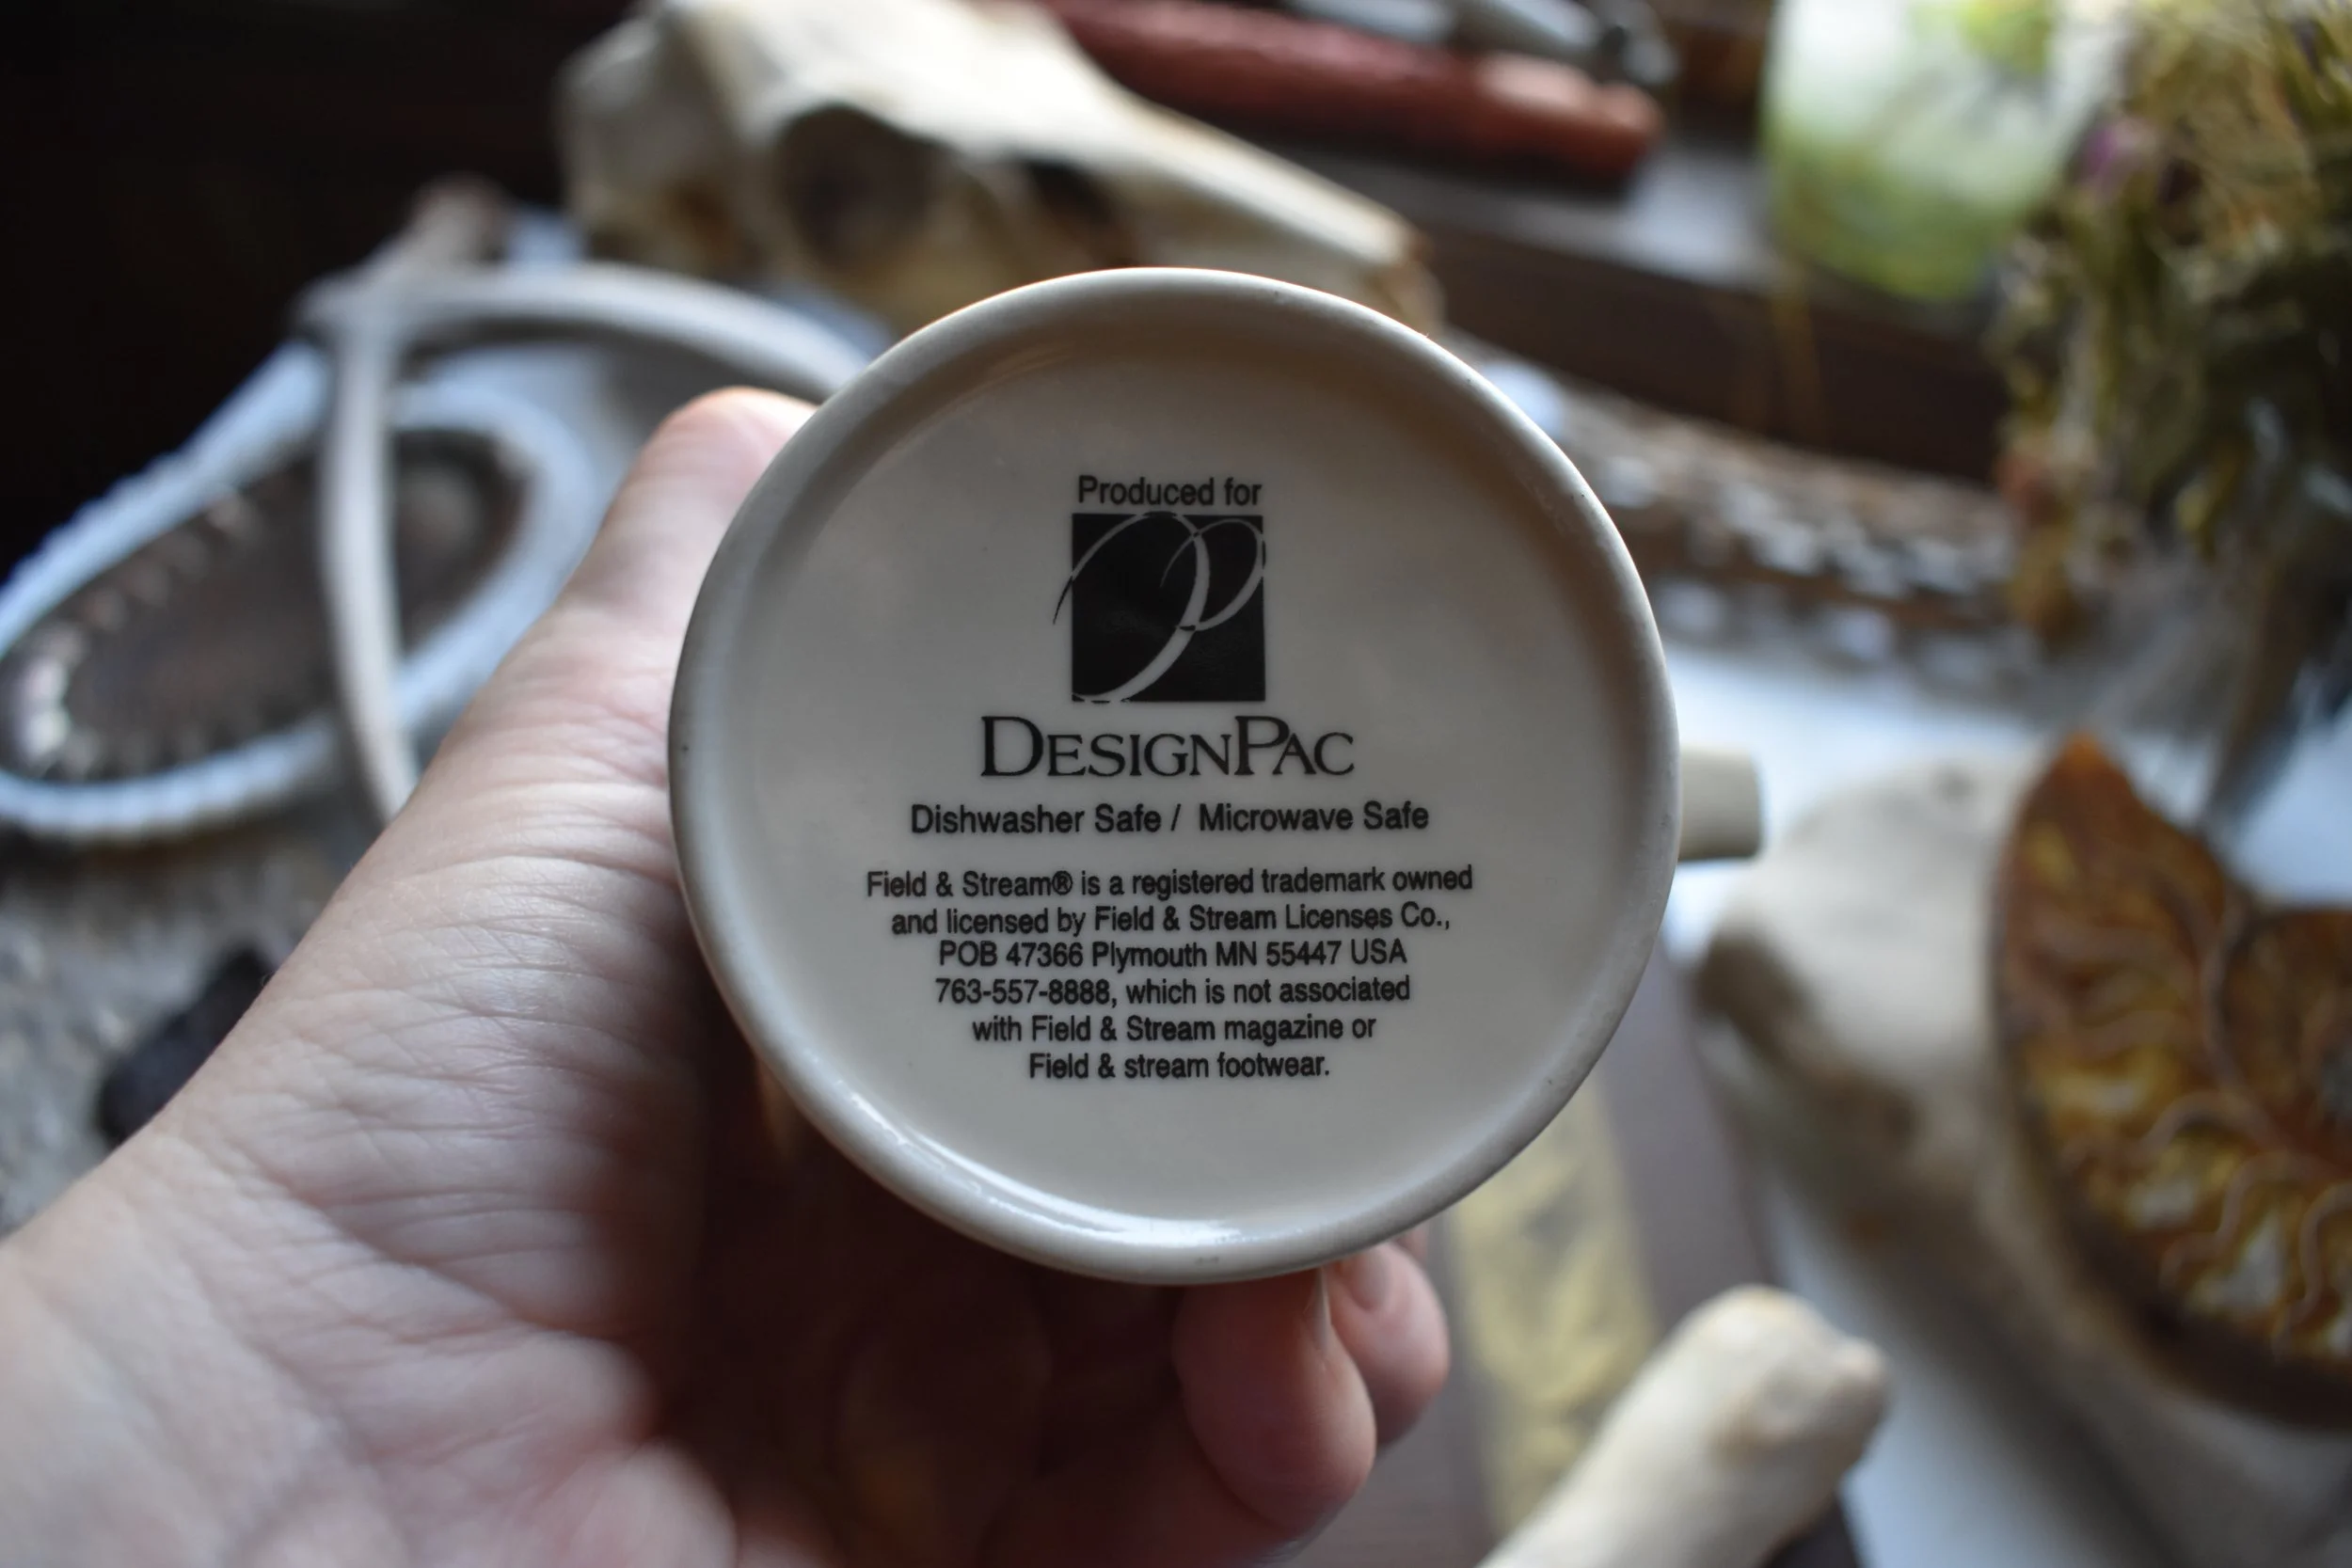 Produced for
DESIGNPAC
Dishwasher Safe / Microwave Safe
Field & Stream® is a registered trademark owned
and licensed by Field & Stream Licenses Co.,
POB 47366 Plymouth MN 55447 USA
763-557-8888, which is not associated
with Field & Stream magazine or
Field & stream footwear.